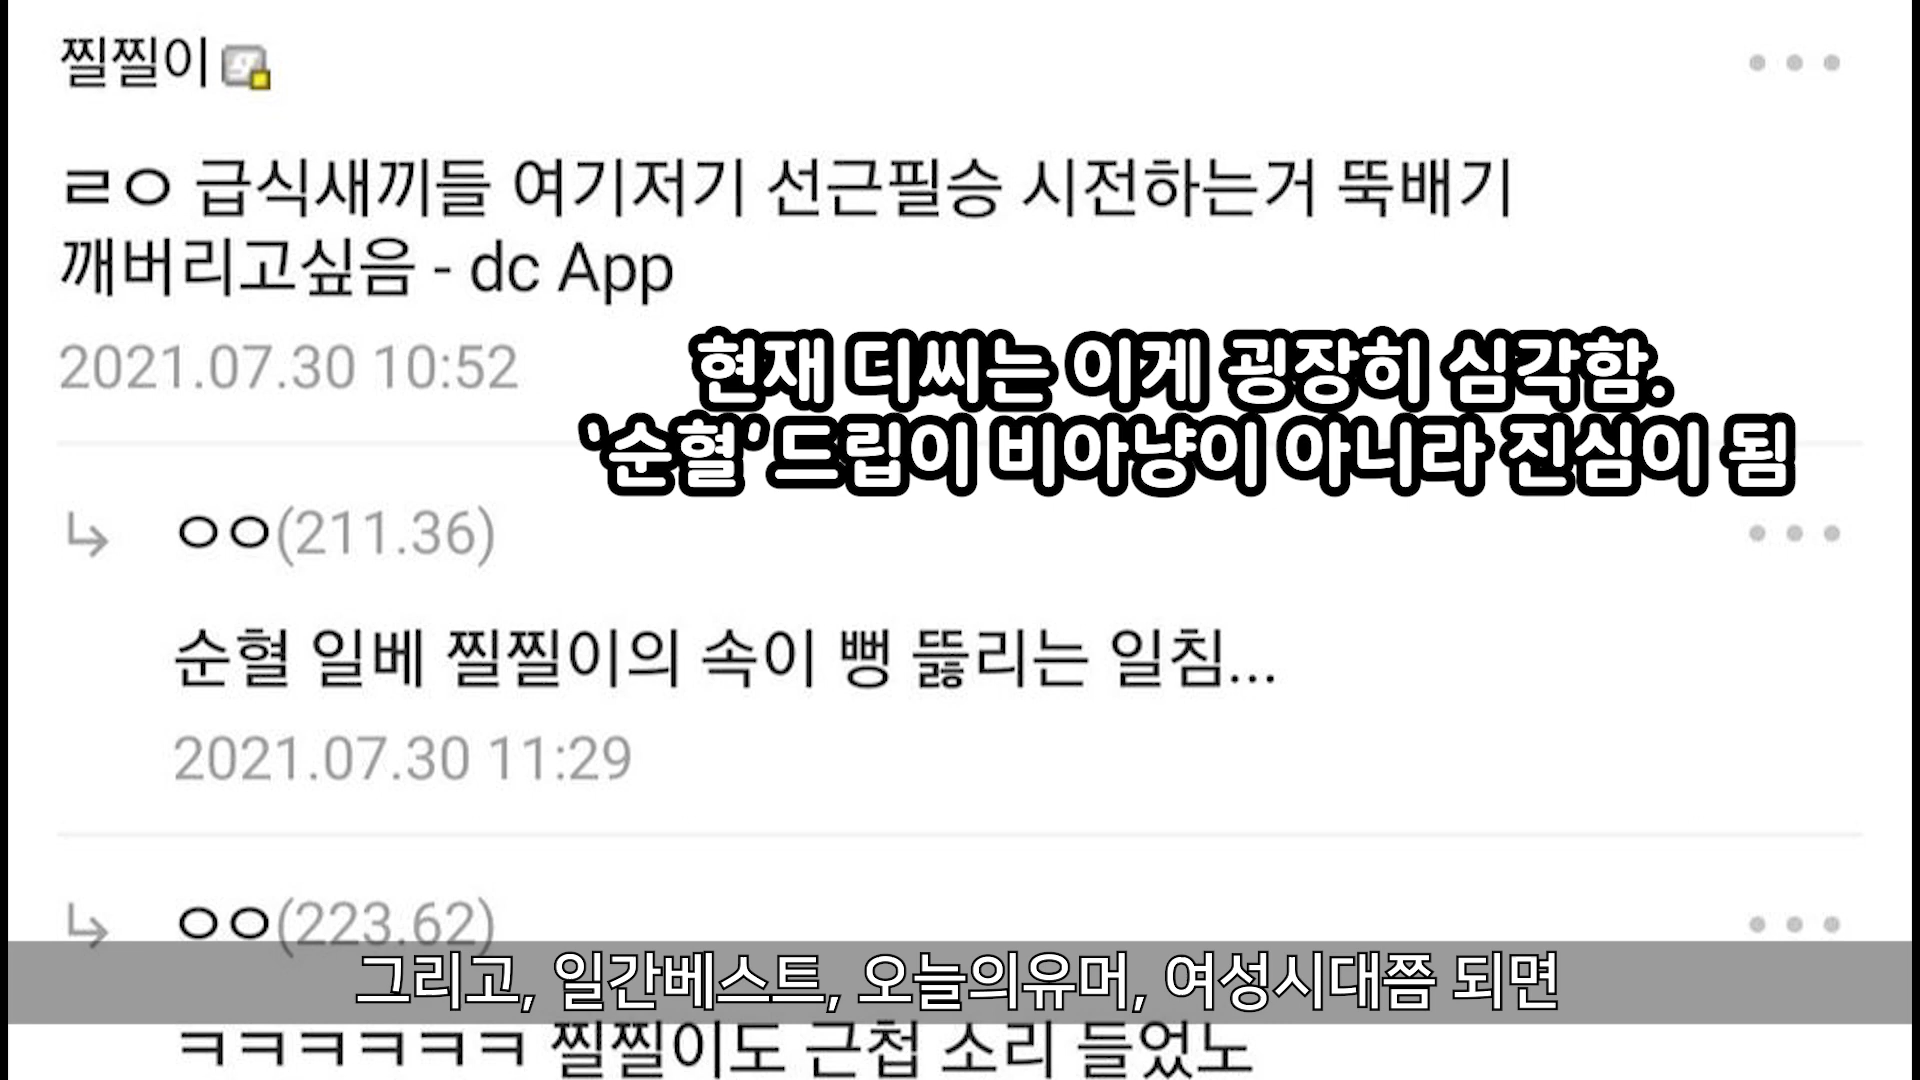 찔찔이
ㄹㅇ 급식새끼들 여기저기 선근필승 시전하는거 뚝배기
깨버리고싶음 - dc App
2021.07.30 10:52
현재 디씨는 이게 굉장히 심각함.
'순혈' 드립이 비아냥이 아니라 진심이 됨
ㅇㅇ(211.36)
순혈 일베 찔찔이의 속이 뻥 뚫리는 일침...
2021.07.30 11:29
ㅇㅇ(223.62)
그리고, 일간베스트, 오늘의유머, 여성시대쯤 되면
ㅋㅋㅋㅋㅋㅋ 찔찔이도 근첩 소리 들었노